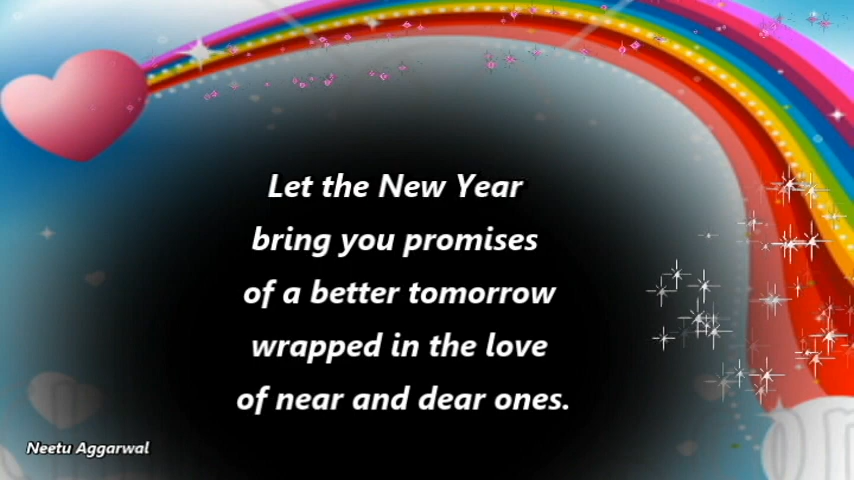 Let the New Year
bring you promises
of a better tomorrow
wrapped in the love
of near and dear ones.
Neetu Aggarwal